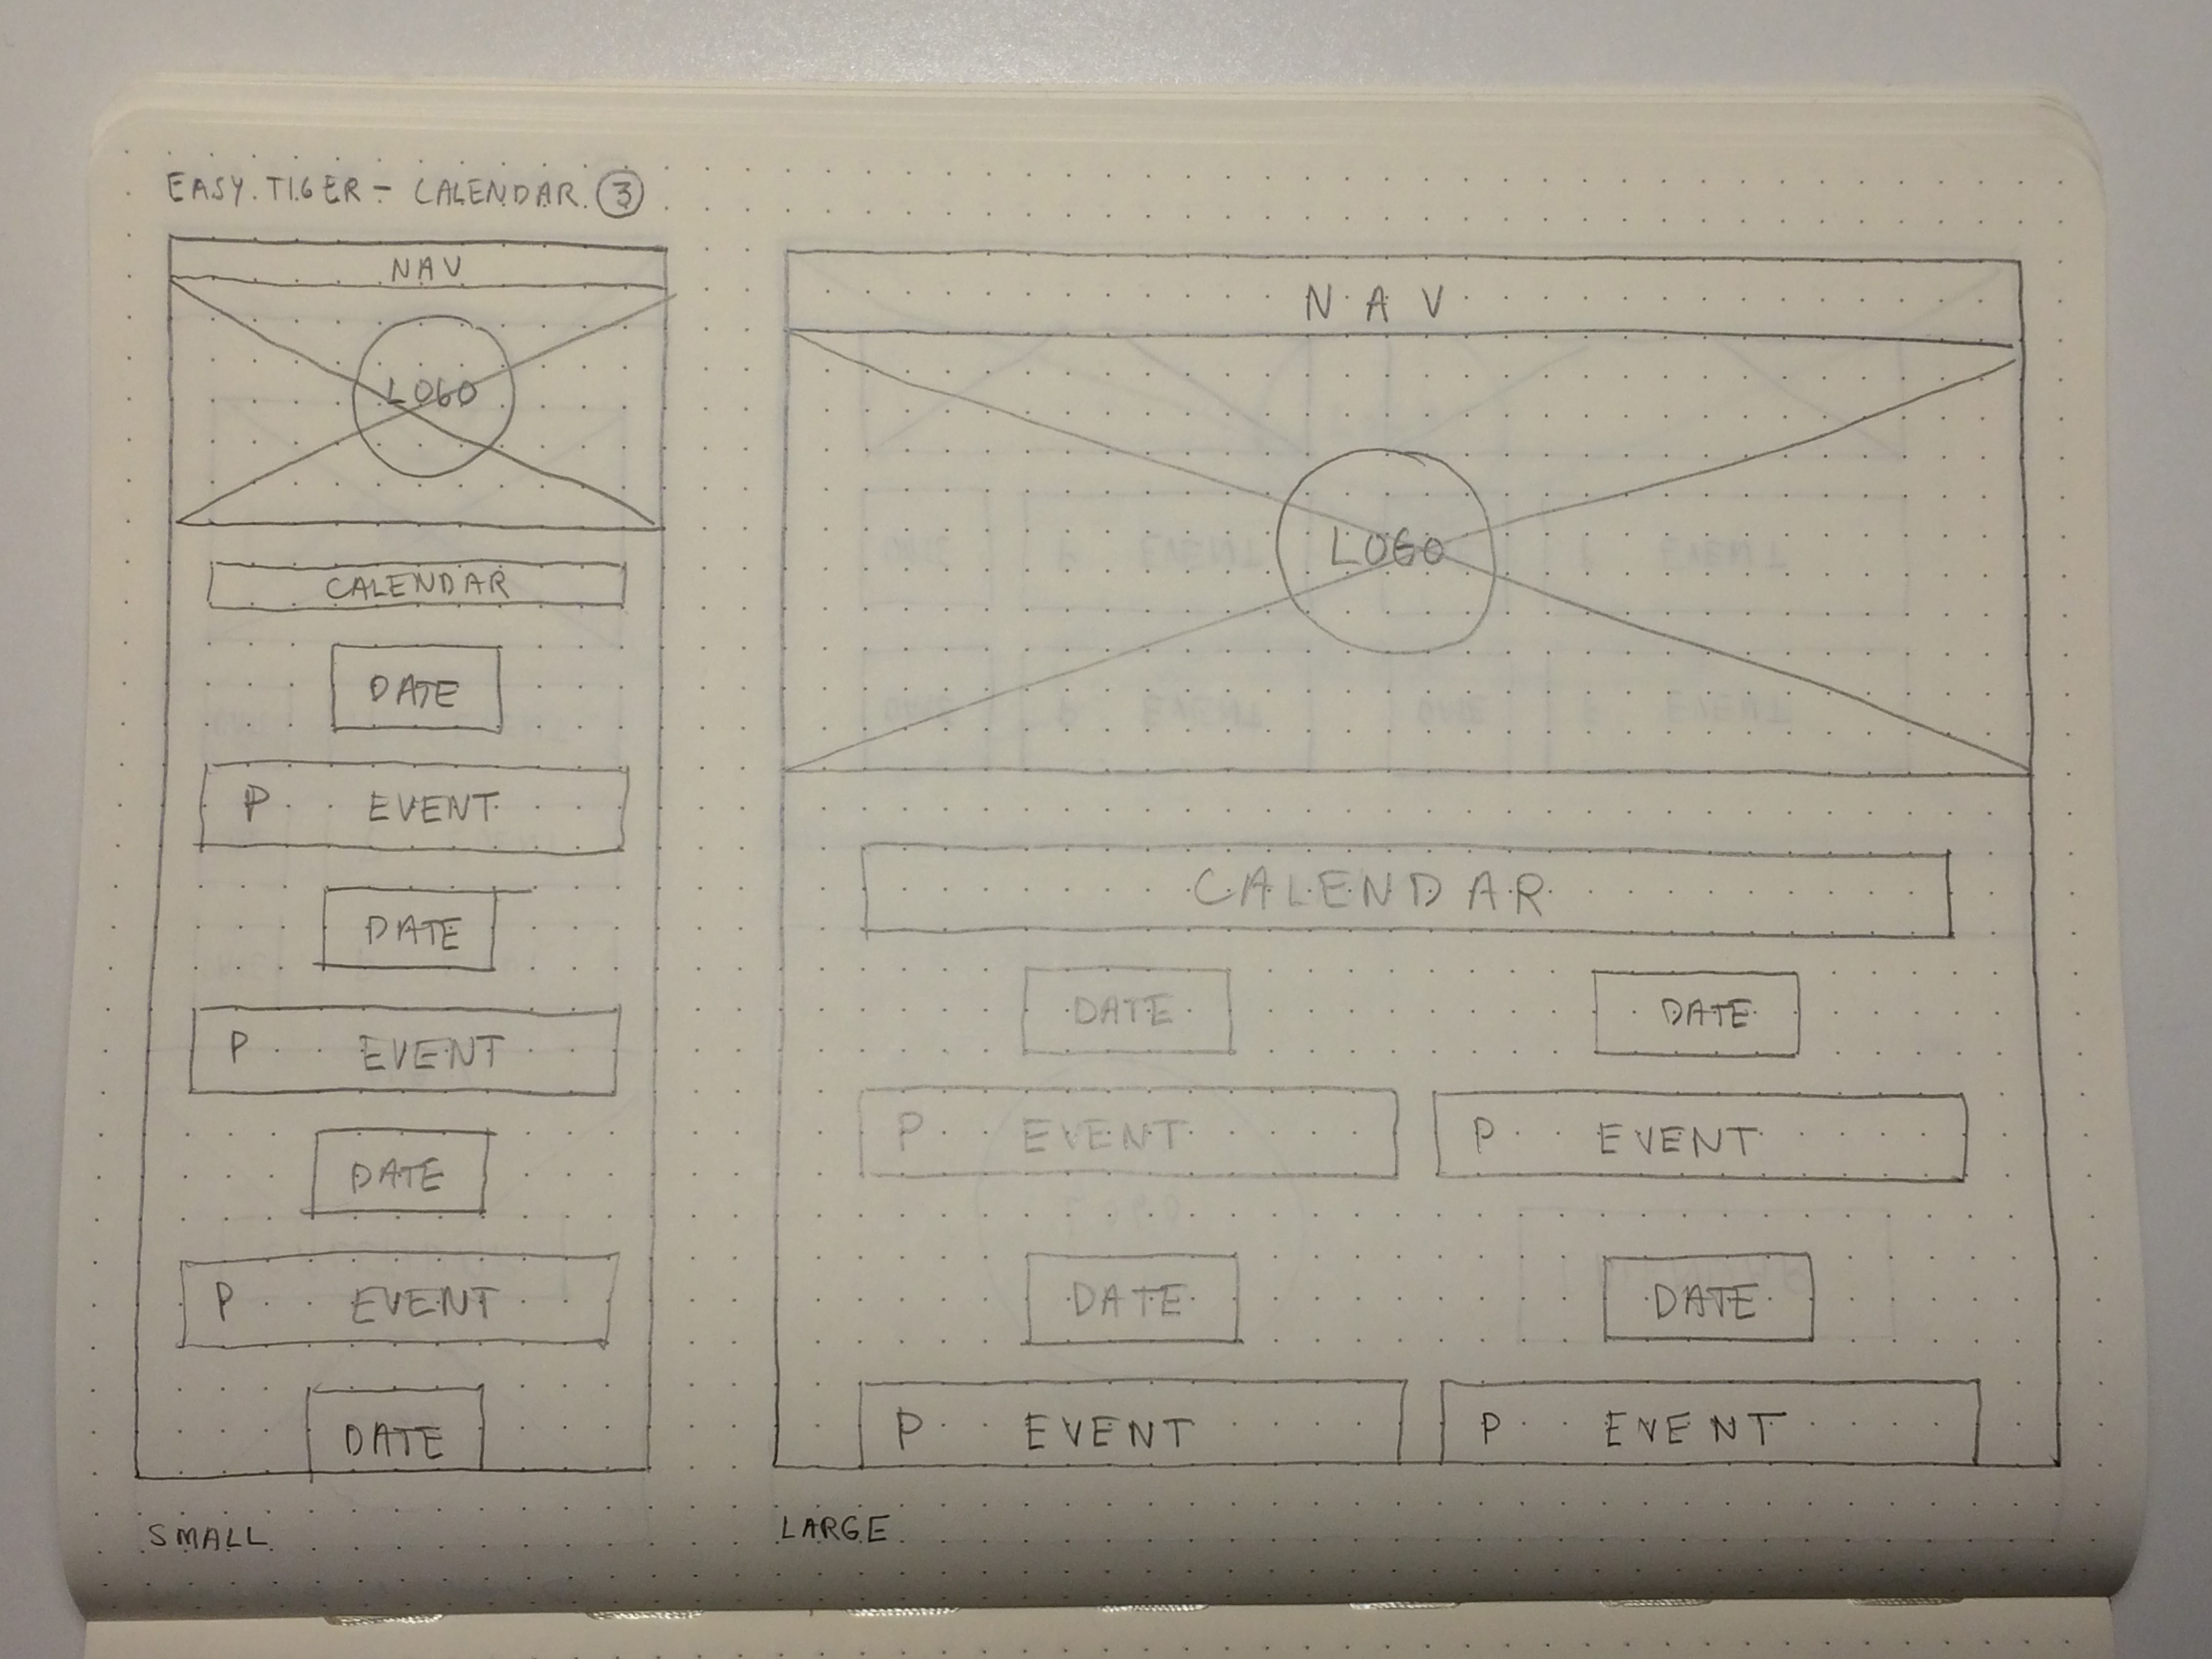 EASY TIGER - CALENDAR 3
NAV
LOGO
CALENDAR
DATE
P EVENT
DATE
P EVENT
DATE
P EVENT
DATE
SMALL
NAV
LOGO
CALENDAR
DATE DATE
P EVENT P EVENT
DATE DATE
P EVENT P EVENT
LARGE